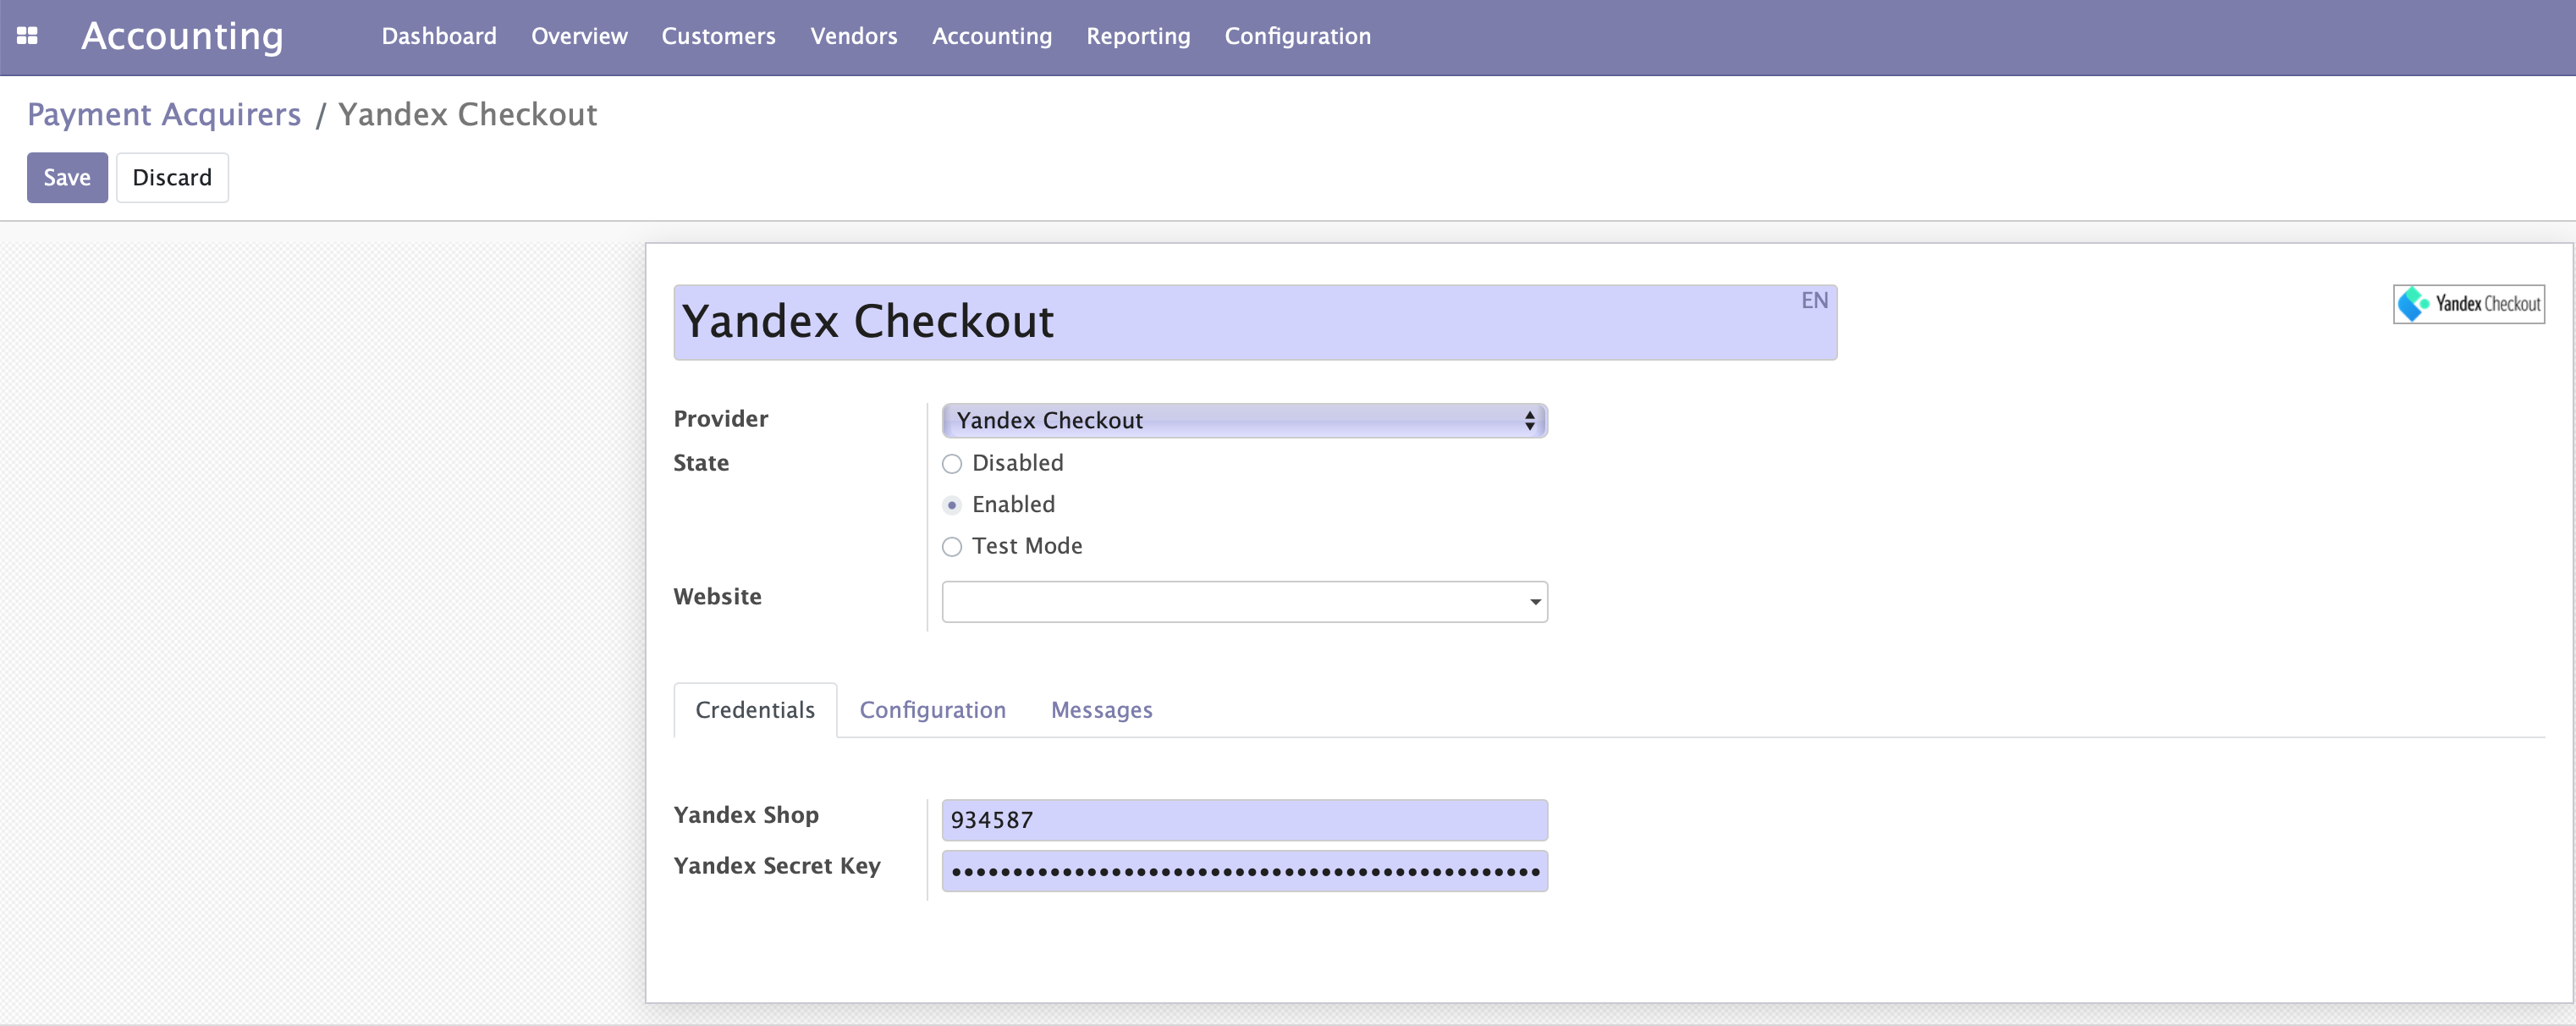 Accounting Dashboard Overview Customers Vendors Accounting Reporting Configuration
Payment Acquirers / Yandex Checkout
Save Discard
Yandex Checkout EN
Yandex Checkout
Provider Yandex Checkout
State Disabled
Enabled
Test Mode
Website
Credentials Configuration Messages
Yandex Shop 934587
Yandex Secret Key ••••••••••••••••••••••••••••••••••••••••••••••••